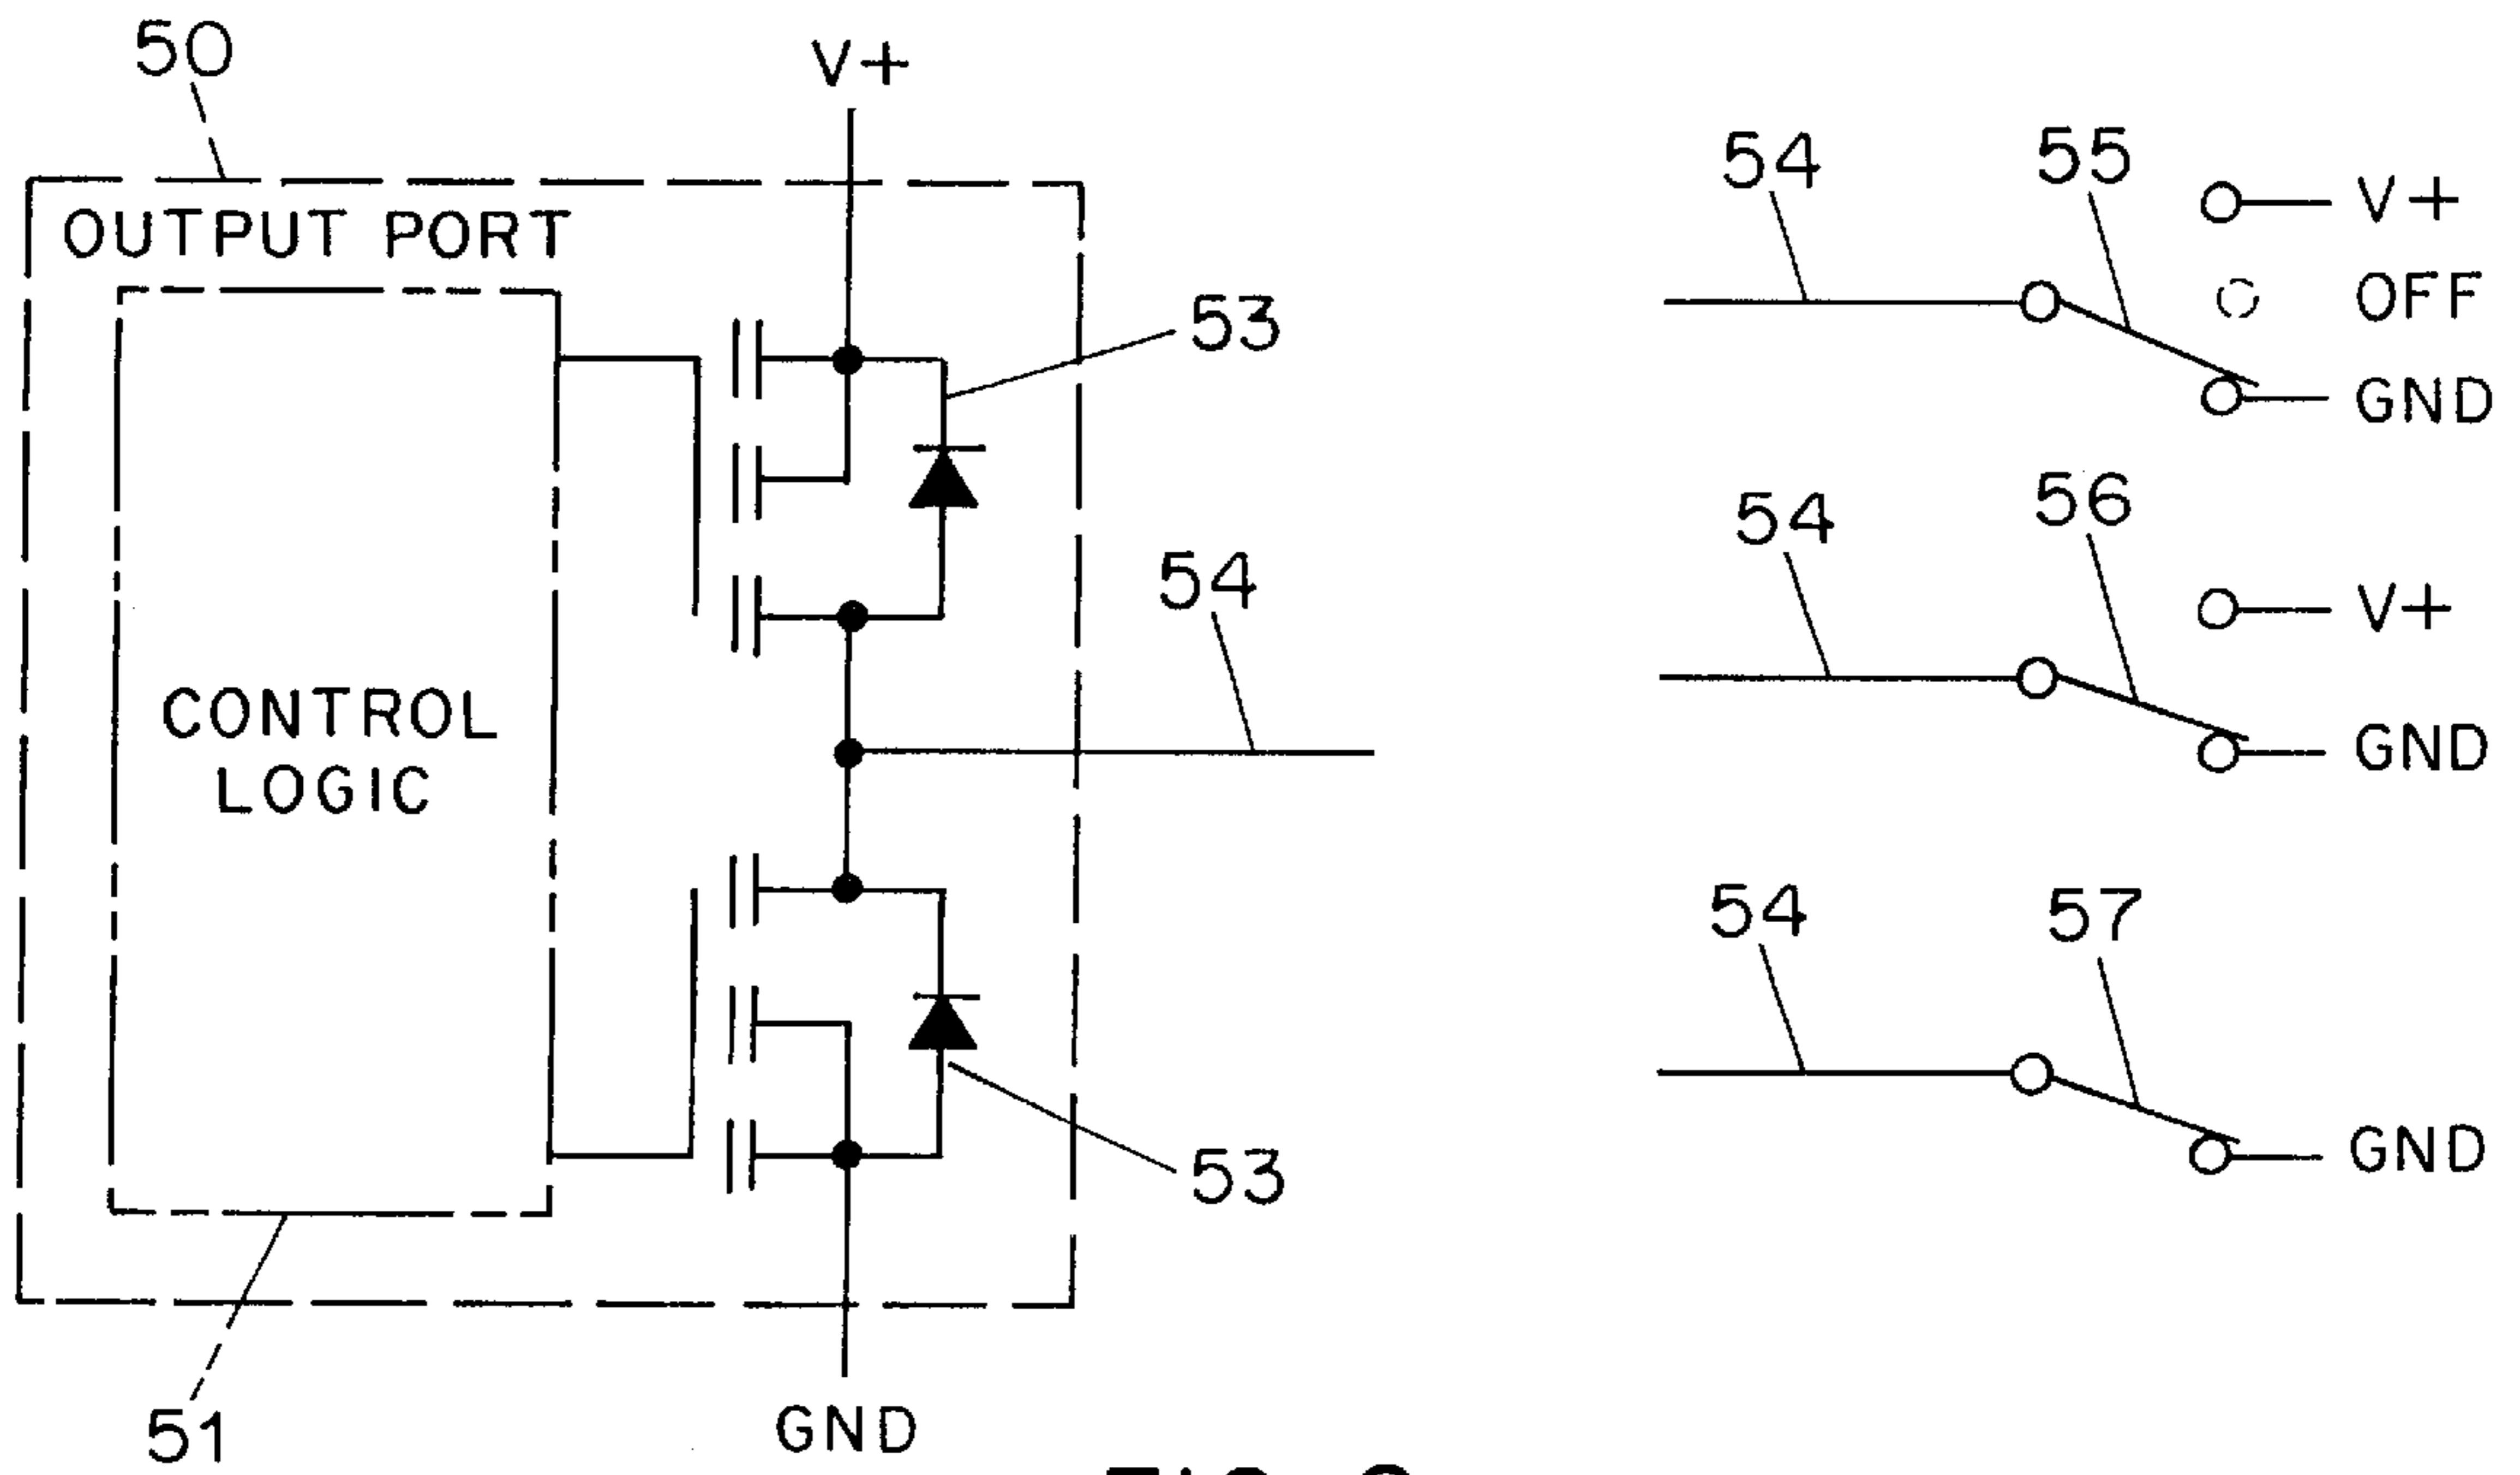 50
V+
OUTPUT PORT
53
CONTROL
LOGIC
54
53
51
GND
54
55
V+
OFF
GND
54
56
V+
GND
54
57
GND